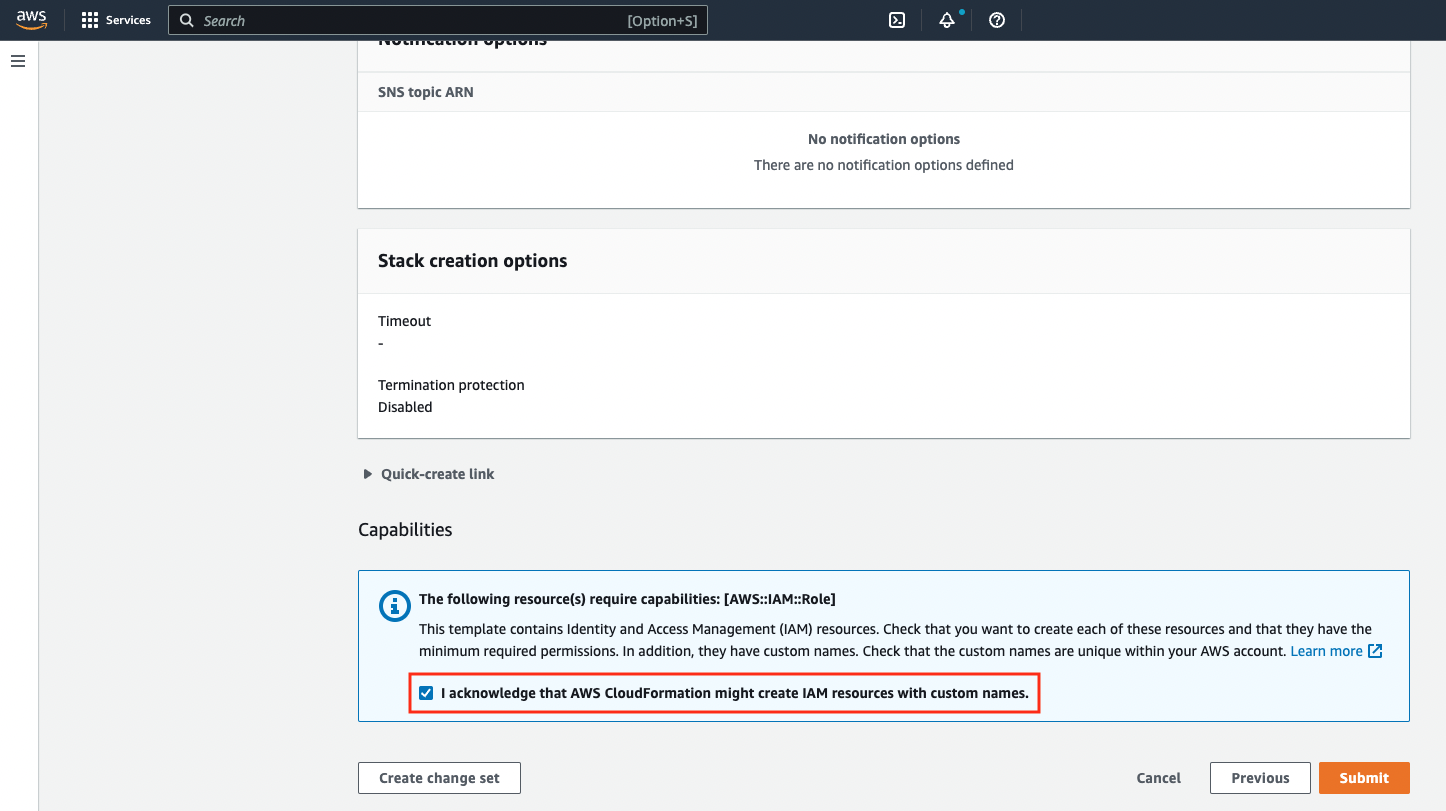 aws
Services
Search
[Option+S]
Notification options
SNS topic ARN
No notification options
There are no notification options defined
Stack creation options
Timeout
-
Termination protection
Disabled
Quick-create link
Capabilities
The following resource(s) require capabilities: [AWS::IAM::Role]
This template contains Identity and Access Management (IAM) resources. Check that you want to create each of these resources and that they have the
minimum required permissions. In addition, they have custom names. Check that the custom names are unique within your AWS account. Learn more
I acknowledge that AWS CloudFormation might create IAM resources with custom names.
Create change set
Cancel
Previous
Submit